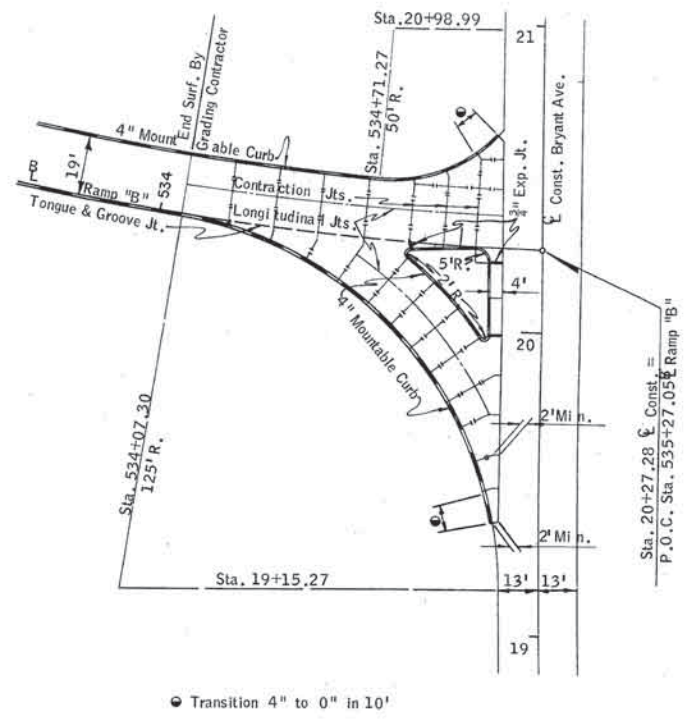 Sta. 20+98.99
21
End Surf. By
Grading Contractor
Sta. 534+71.27
50'R.
4" Mountable Curb
3/4" Exp. Jt.
℄ Const. Bryant Ave.
19'
B
L
Ramp "B"
534
Contraction Jts.
Tongue & Groove Jt.
Longitudinal Jts.
5'R.
2'R.
4'
4" Mountable Curb
20
Sta. 534+07.30
125'R.
2'Min.
Sta. 20+27.28 ℄ Const. =
P.O.C. Sta. 535+27.05 BL Ramp "B"
2'Min.
Sta. 19+15.27
13'
13'
19
Transition 4" to 0" in 10'